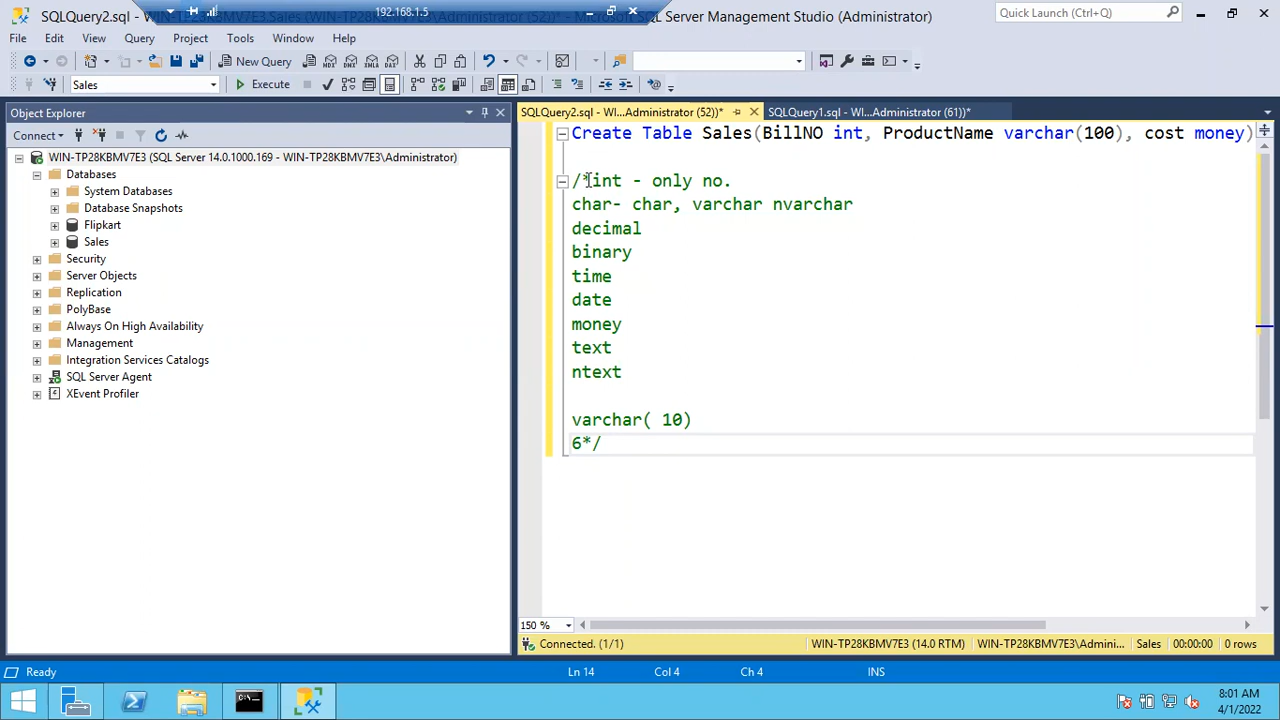 SQLQuery2.sql - WIN-TP28KBMV7E3.Sales (WIN-TP28KBMV7E3\Administrator (52))* - Microsoft SQL Server Management Studio (Administrator)
192.168.1.5
Quick Launch (Ctrl+Q)
File Edit View Query Project Tools Window Help
New Query
Sales
Execute
Object Explorer
SQLQuery2.sql - WI...Administrator (52))*
SQLQuery1.sql - WI...Administrator (61))*
Connect
WIN-TP28KBMV7E3 (SQL Server 14.0.1000.169 - WIN-TP28KBMV7E3\Administrator)
Databases
System Databases
Database Snapshots
Flipkart
Sales
Security
Server Objects
Replication
PolyBase
Always On High Availability
Management
Integration Services Catalogs
SQL Server Agent
XEvent Profiler
Create Table Sales(BillNO int, ProductName varchar(100), cost money)
/*int - only no.
char- char, varchar nvarchar
decimal
binary
time
date
money
text
ntext
varchar( 10)
6*/
150 %
Connected. (1/1)
WIN-TP28KBMV7E3 (14.0 RTM)
WIN-TP28KBMV7E3\Admini...
Sales
00:00:00
0 rows
Ready
Ln 14
Col 4
Ch 4
INS
8:01 AM
4/1/2022